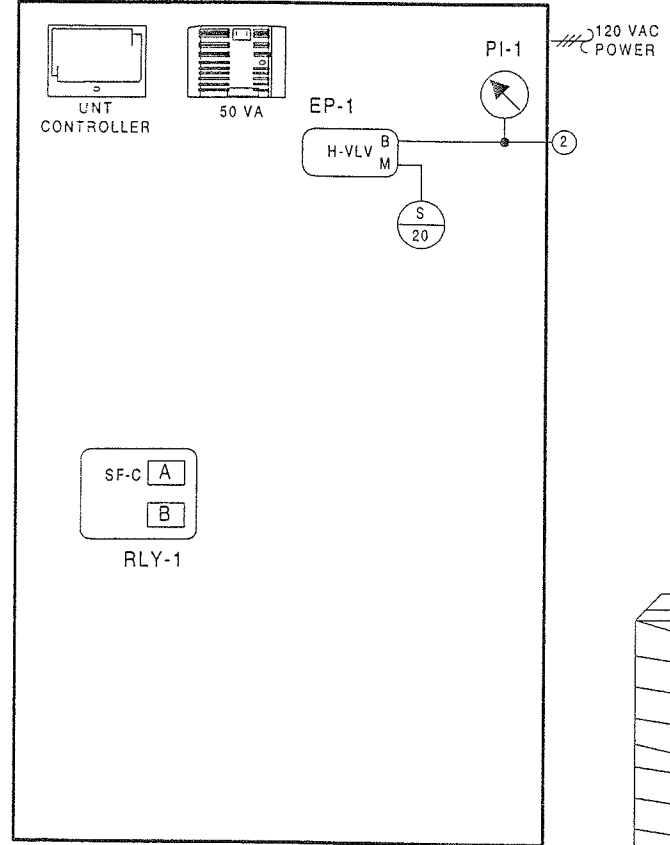 120 VAC
POWER
PI-1
UNT
CONTROLLER
50 VA
EP-1
H-VLV B
M
2
S
20
SF-C A
B
RLY-1